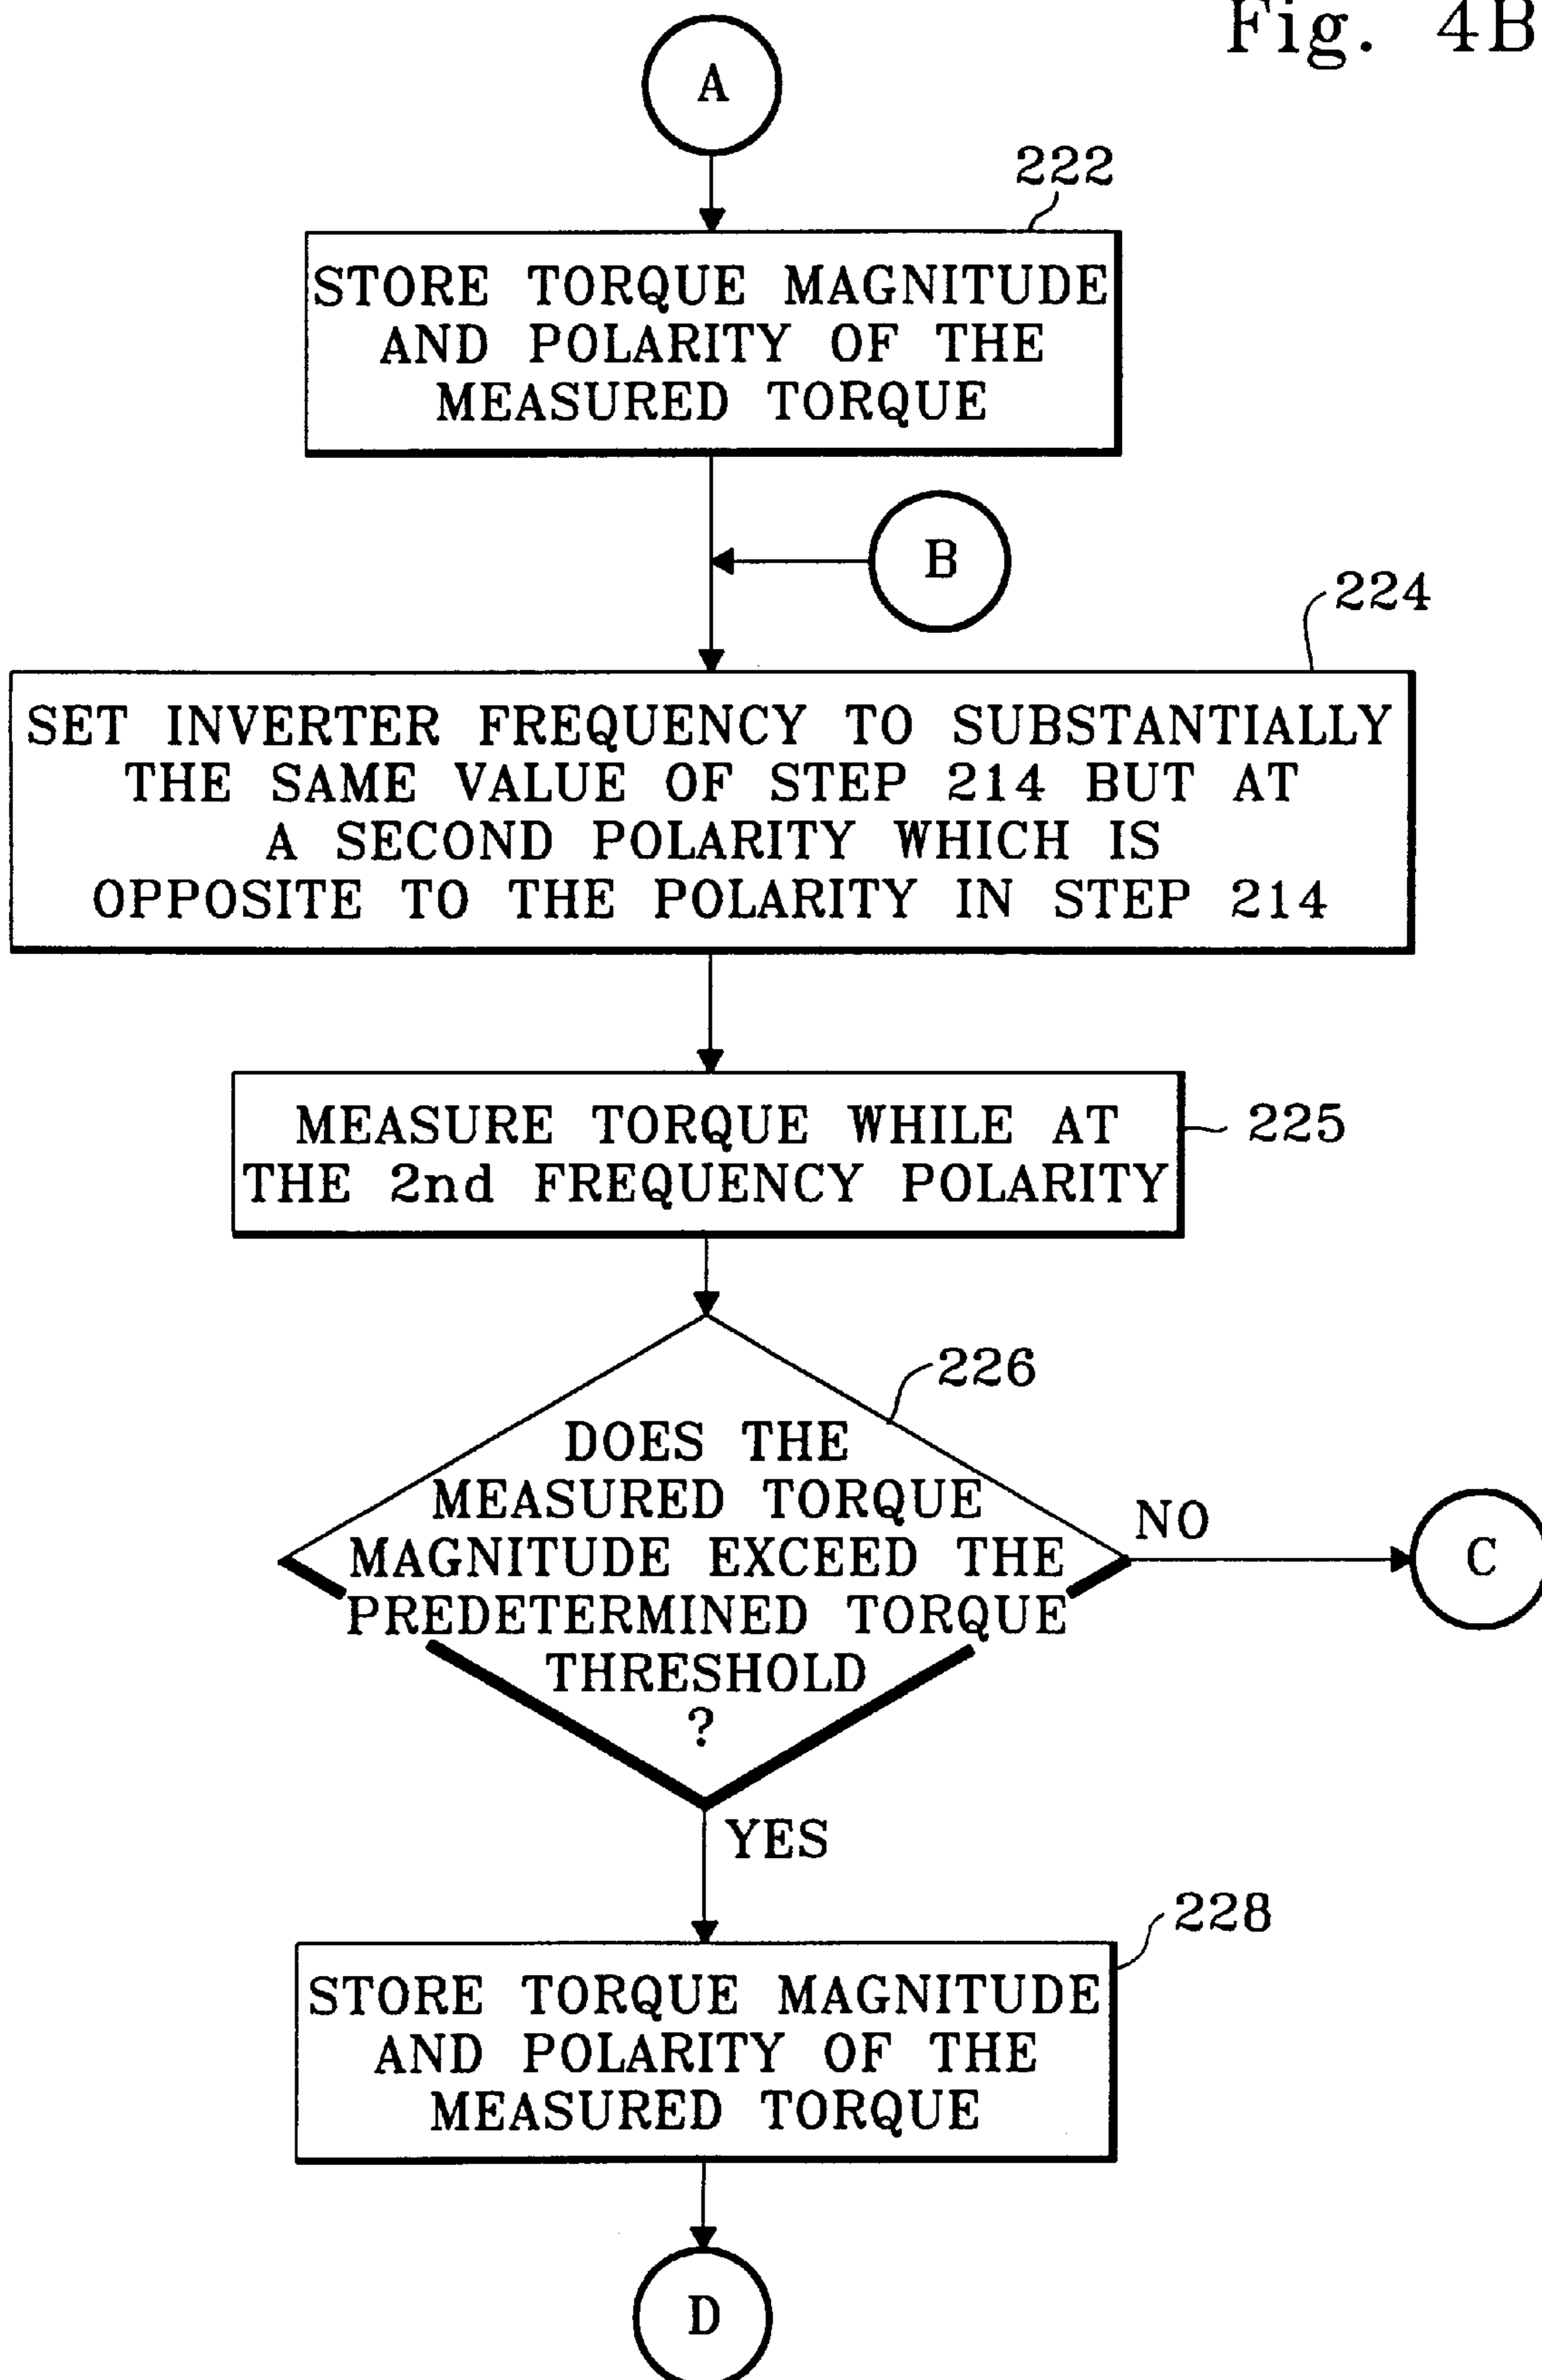 Fig. 4B
A
222
STORE TORQUE MAGNITUDE
AND POLARITY OF THE
MEASURED TORQUE
B
224
SET INVERTER FREQUENCY TO SUBSTANTIALLY
THE SAME VALUE OF STEP 214 BUT AT
A SECOND POLARITY WHICH IS
OPPOSITE TO THE POLARITY IN STEP 214
MEASURE TORQUE WHILE AT
THE 2nd FREQUENCY POLARITY
225
226
DOES THE
MEASURED TORQUE
MAGNITUDE EXCEED THE
PREDETERMINED TORQUE
THRESHOLD
?
NO
C
YES
228
STORE TORQUE MAGNITUDE
AND POLARITY OF THE
MEASURED TORQUE
D